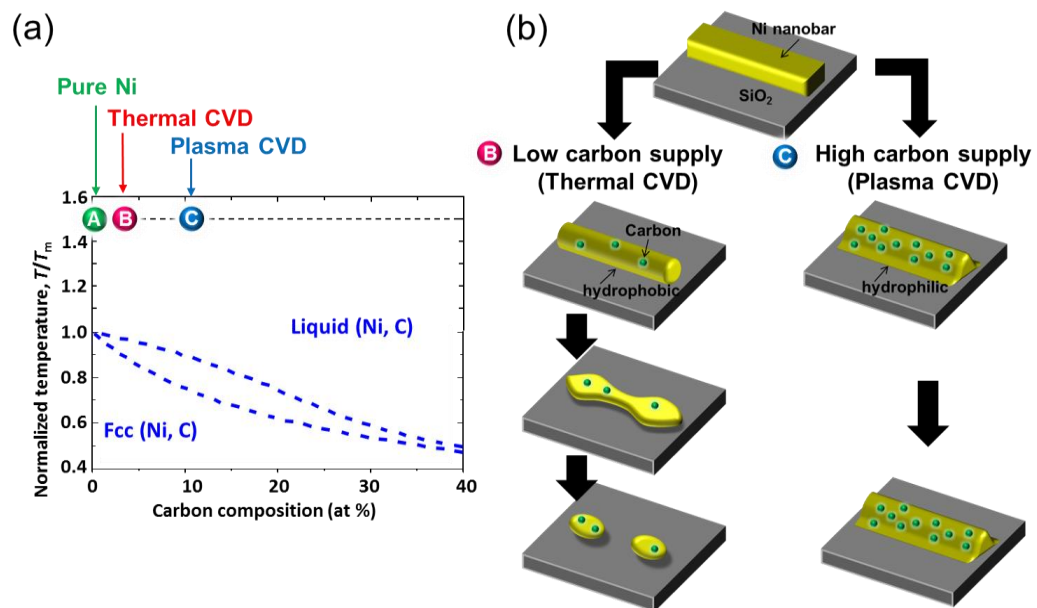 (a)
Pure Ni
Thermal CVD
Plasma CVD
1.6
1.4
1.2
1.0
0.8
0.6
0.4
Normalized temperature, T/Tₘ
A
B
C
Liquid (Ni, C)
Fcc (Ni, C)
0
10
20
30
40
Carbon composition (at %)
(b)
Ni nanobar
SiO₂
B Low carbon supply
(Thermal CVD)
C High carbon supply
(Plasma CVD)
Carbon
hydrophobic
hydrophilic